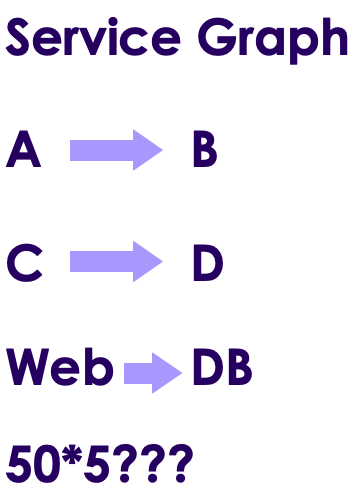 Service Graph
A B
C D
Web DB
50*5???